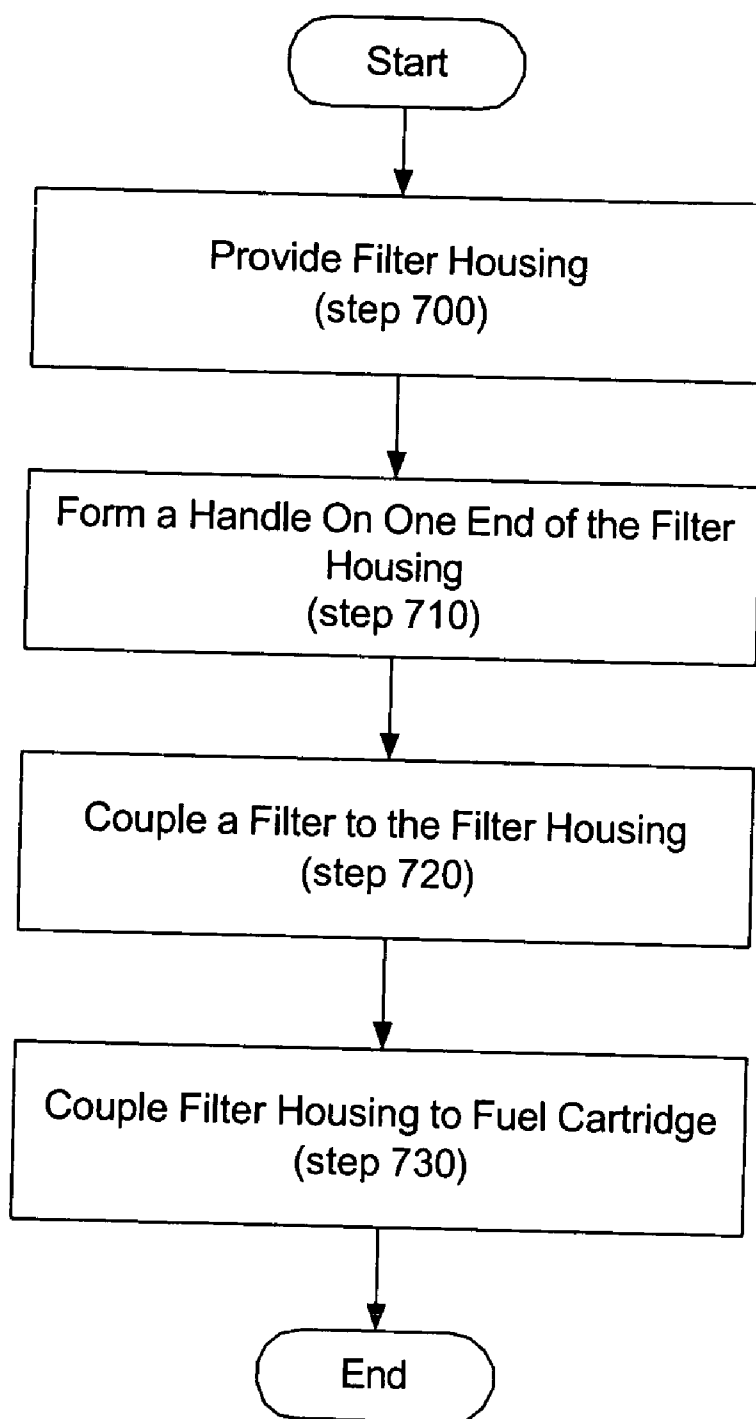 Start
Provide Filter Housing
(step 700)
Form a Handle On One End of the Filter
Housing
(step 710)
Couple a Filter to the Filter Housing
(step 720)
Couple Filter Housing to Fuel Cartridge
(step 730)
End